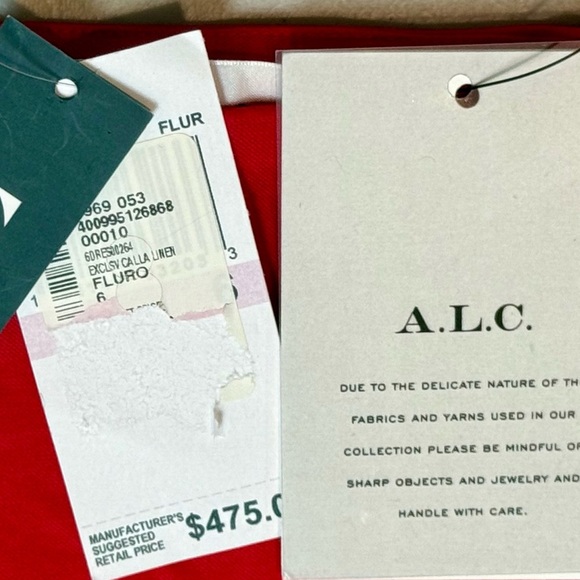 FLUR
969 053
400995126868
00010
60RES00264
EXCLSV CALLA LINEN
FLURO
3
6
1
MANUFACTURER'S
SUGGESTED
RETAIL PRICE
$475.0
A.L.C.
DUE TO THE DELICATE NATURE OF TH
FABRICS AND YARNS USED IN OUR
COLLECTION PLEASE BE MINDFUL OF
SHARP OBJECTS AND JEWELRY AND
HANDLE WITH CARE.